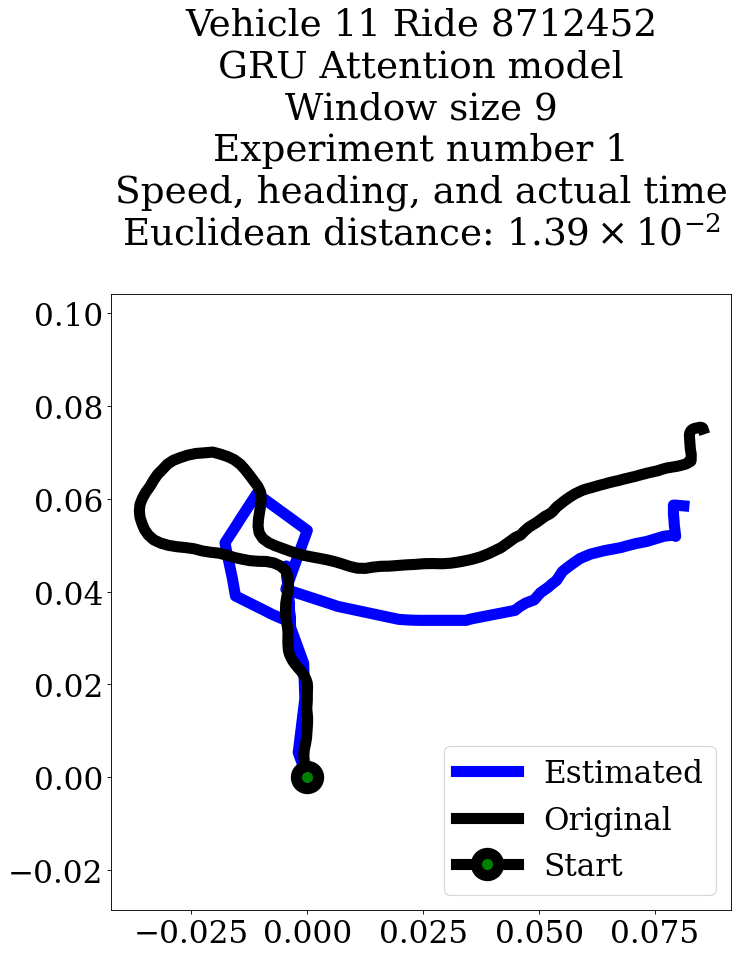 Vehicle 11 Ride 8712452
GRU Attention model
Window size 9
Experiment number 1
Speed, heading, and actual time
Euclidean distance: 1.39 × 10⁻²
0.10
0.08
0.06
0.04
0.02
0.00
−0.02
Estimated
Original
Start
−0.025 0.000 0.025 0.050 0.075